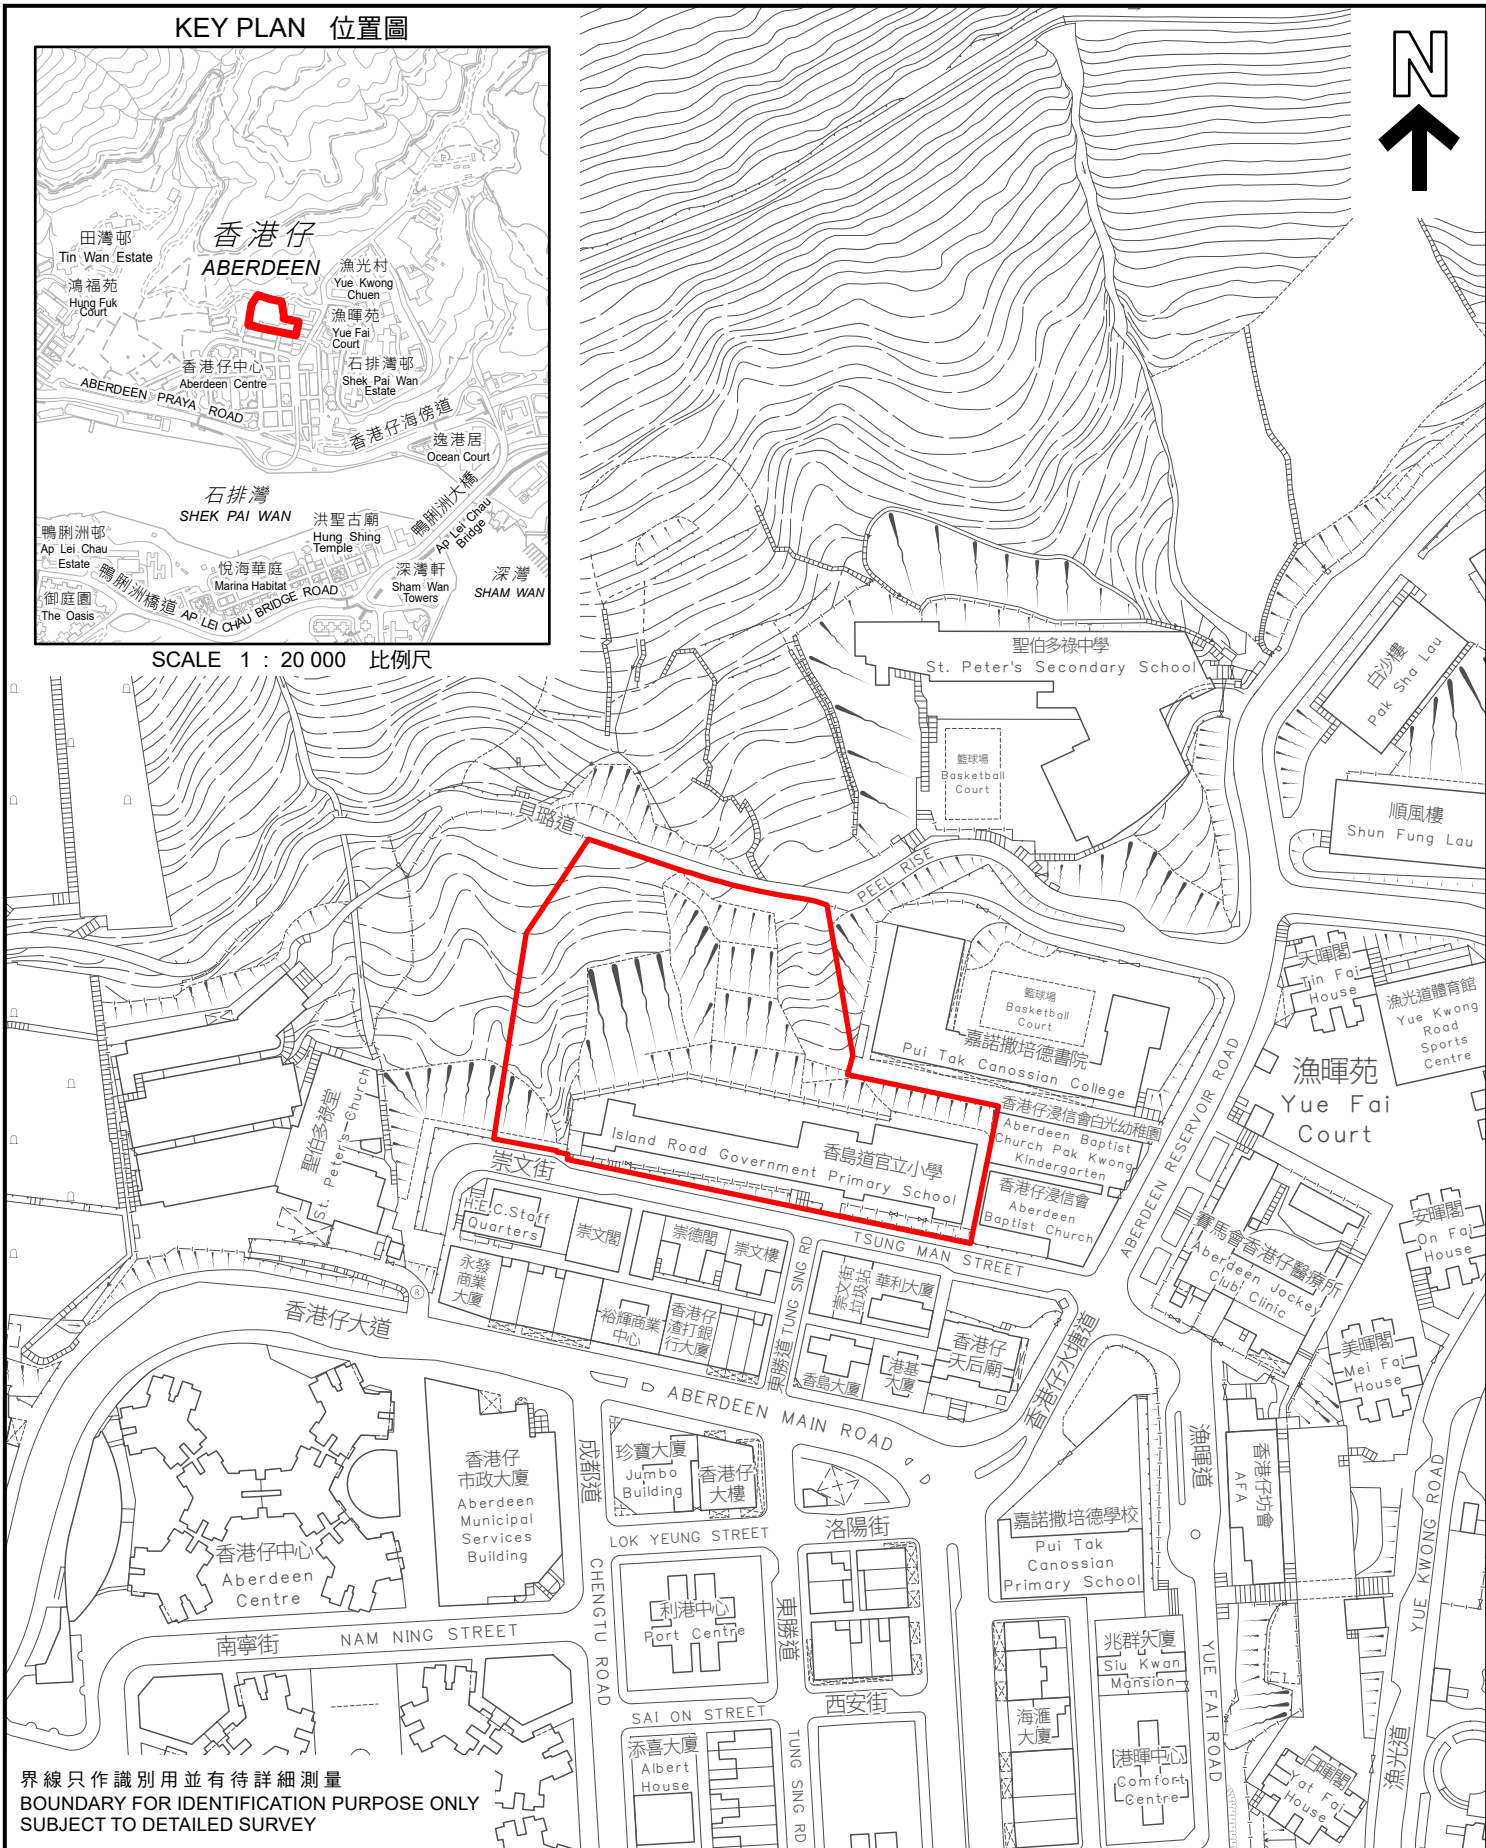 KEY PLAN 位置圖
N
香港仔
ABERDEEN
田灣邨
Tin Wan Estate
鴻福苑
Hung Fuk
Court
漁光村
Yue Kwong
Chuen
漁暉苑
Yue Fai
Court
香港仔中心
Aberdeen Centre
石排灣邨
Shek Pai Wan
Estate
ABERDEEN PRAYA ROAD
香港仔海傍道
逸港居
Ocean Court
石排灣
SHEK PAI WAN
鴨脷洲大橋
Ap Lei Chau
Bridge
洪聖古廟
Hung Shing
Temple
鴨脷洲邨
Ap Lei Chau
Estate
悅海華庭
Marina Habitat
深灣軒
Sham Wan
Towers
深灣
SHAM WAN
御庭園
The Oasis
鴨脷洲橋道 AP LEI CHAU BRIDGE ROAD
SCALE 1 : 20 000 比例尺
聖伯多祿中學
St. Peter's Secondary School
白沙樓
Pak Sha Lau
籃球場
Basketball
Court
順風樓
Shun Fung Lau
貝璐道
PEEL RISE
天暉閣
Tin Fai
House
漁光道體育館
Yue Kwong
Road
Sports
Centre
籃球場
Basketball
Court
嘉諾撒培德書院
Pui Tak Canossian College
漁暉苑
Yue Fai
Court
聖伯多祿堂
St. Peter's Church
香港仔浸信會白光幼稚園
Aberdeen Baptist
Church Pak Kwong
Kindergarten
Island Road Government Primary School
香島道官立小學
香港仔浸信會
Aberdeen
Baptist Church
ABERDEEN RESERVOIR ROAD
崇文街
TSUNG MAN STREET
H.E.C.Staff
Quarters
崇文閣
崇德閣
崇文樓
東勝道 TUNG SING RD
崇文街
垃圾站
華利大廈
賽馬會香港仔醫療所
Aberdeen Jockey
Club Clinic
安暉閣
On Fai
House
永發
商業
大廈
裕輝商業
中心
香港仔
渣打銀
行大廈
香島大廈
港基
大廈
香港仔
天后廟
香港仔水塘道
美暉閣
Mei Fai
House
R
香港仔大道
ABERDEEN MAIN ROAD
香港仔
市政大廈
Aberdeen
Municipal
Services
Building
成都道
CHENGTU ROAD
珍寶大廈
Jumbo
Building
香港仔
大樓
漁暉道
YUE FAI ROAD
香港仔坊會
AFA
YUE KWONG ROAD
漁光道
香港仔中心
Aberdeen
Centre
LOK YEUNG STREET
洛陽街
嘉諾撒培德學校
Pui Tak
Canossian
Primary School
利港中心
Port Centre
東勝道
TUNG SING RD
南寧街
NAM NING STREET
兆群大廈
Siu Kwan
Mansion
SAI ON STREET
西安街
海滙
大廈
添喜大廈
Albert
House
港暉中心
Comfort
Centre
日暉閣
Yat Fai
House
界線只作識別用並有待詳細測量
BOUNDARY FOR IDENTIFICATION PURPOSE ONLY
SUBJECT TO DETAILED SURVEY